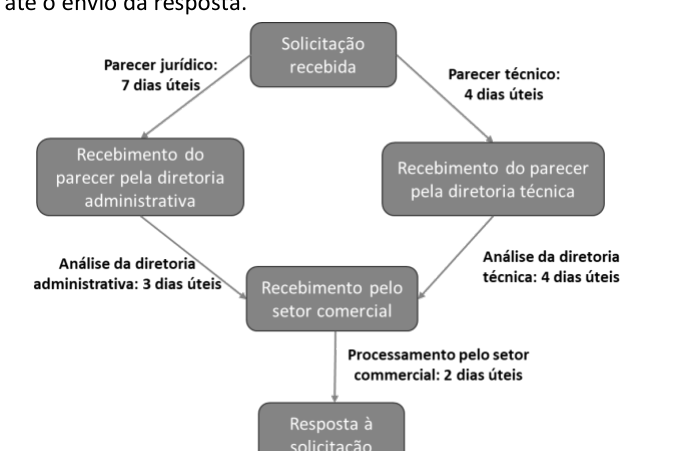 até o envio da resposta.
Solicitação
recebida
Parecer jurídico:
7 dias úteis
Parecer técnico:
4 dias úteis
Recebimento do
parecer pela diretoria
administrativa
Recebimento do parecer
pela diretoria técnica
Análise da diretoria
administrativa: 3 dias úteis
Análise da diretoria
técnica: 4 dias úteis
Recebimento pelo
setor comercial
Processamento pelo setor
commercial: 2 dias úteis
Resposta à
solicitação